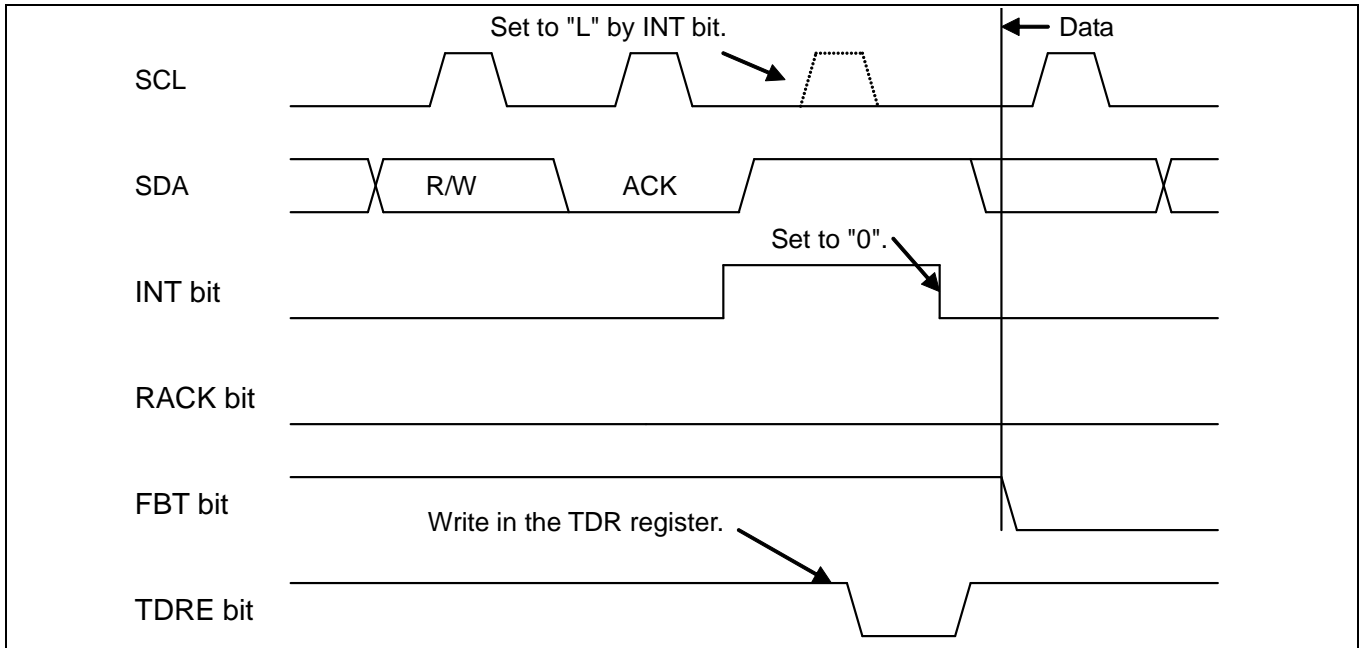 Set to "L" by INT bit.
Data
SCL
SDA
R/W
ACK
Set to "0".
INT bit
RACK bit
FBT bit
Write in the TDR register.
TDRE bit